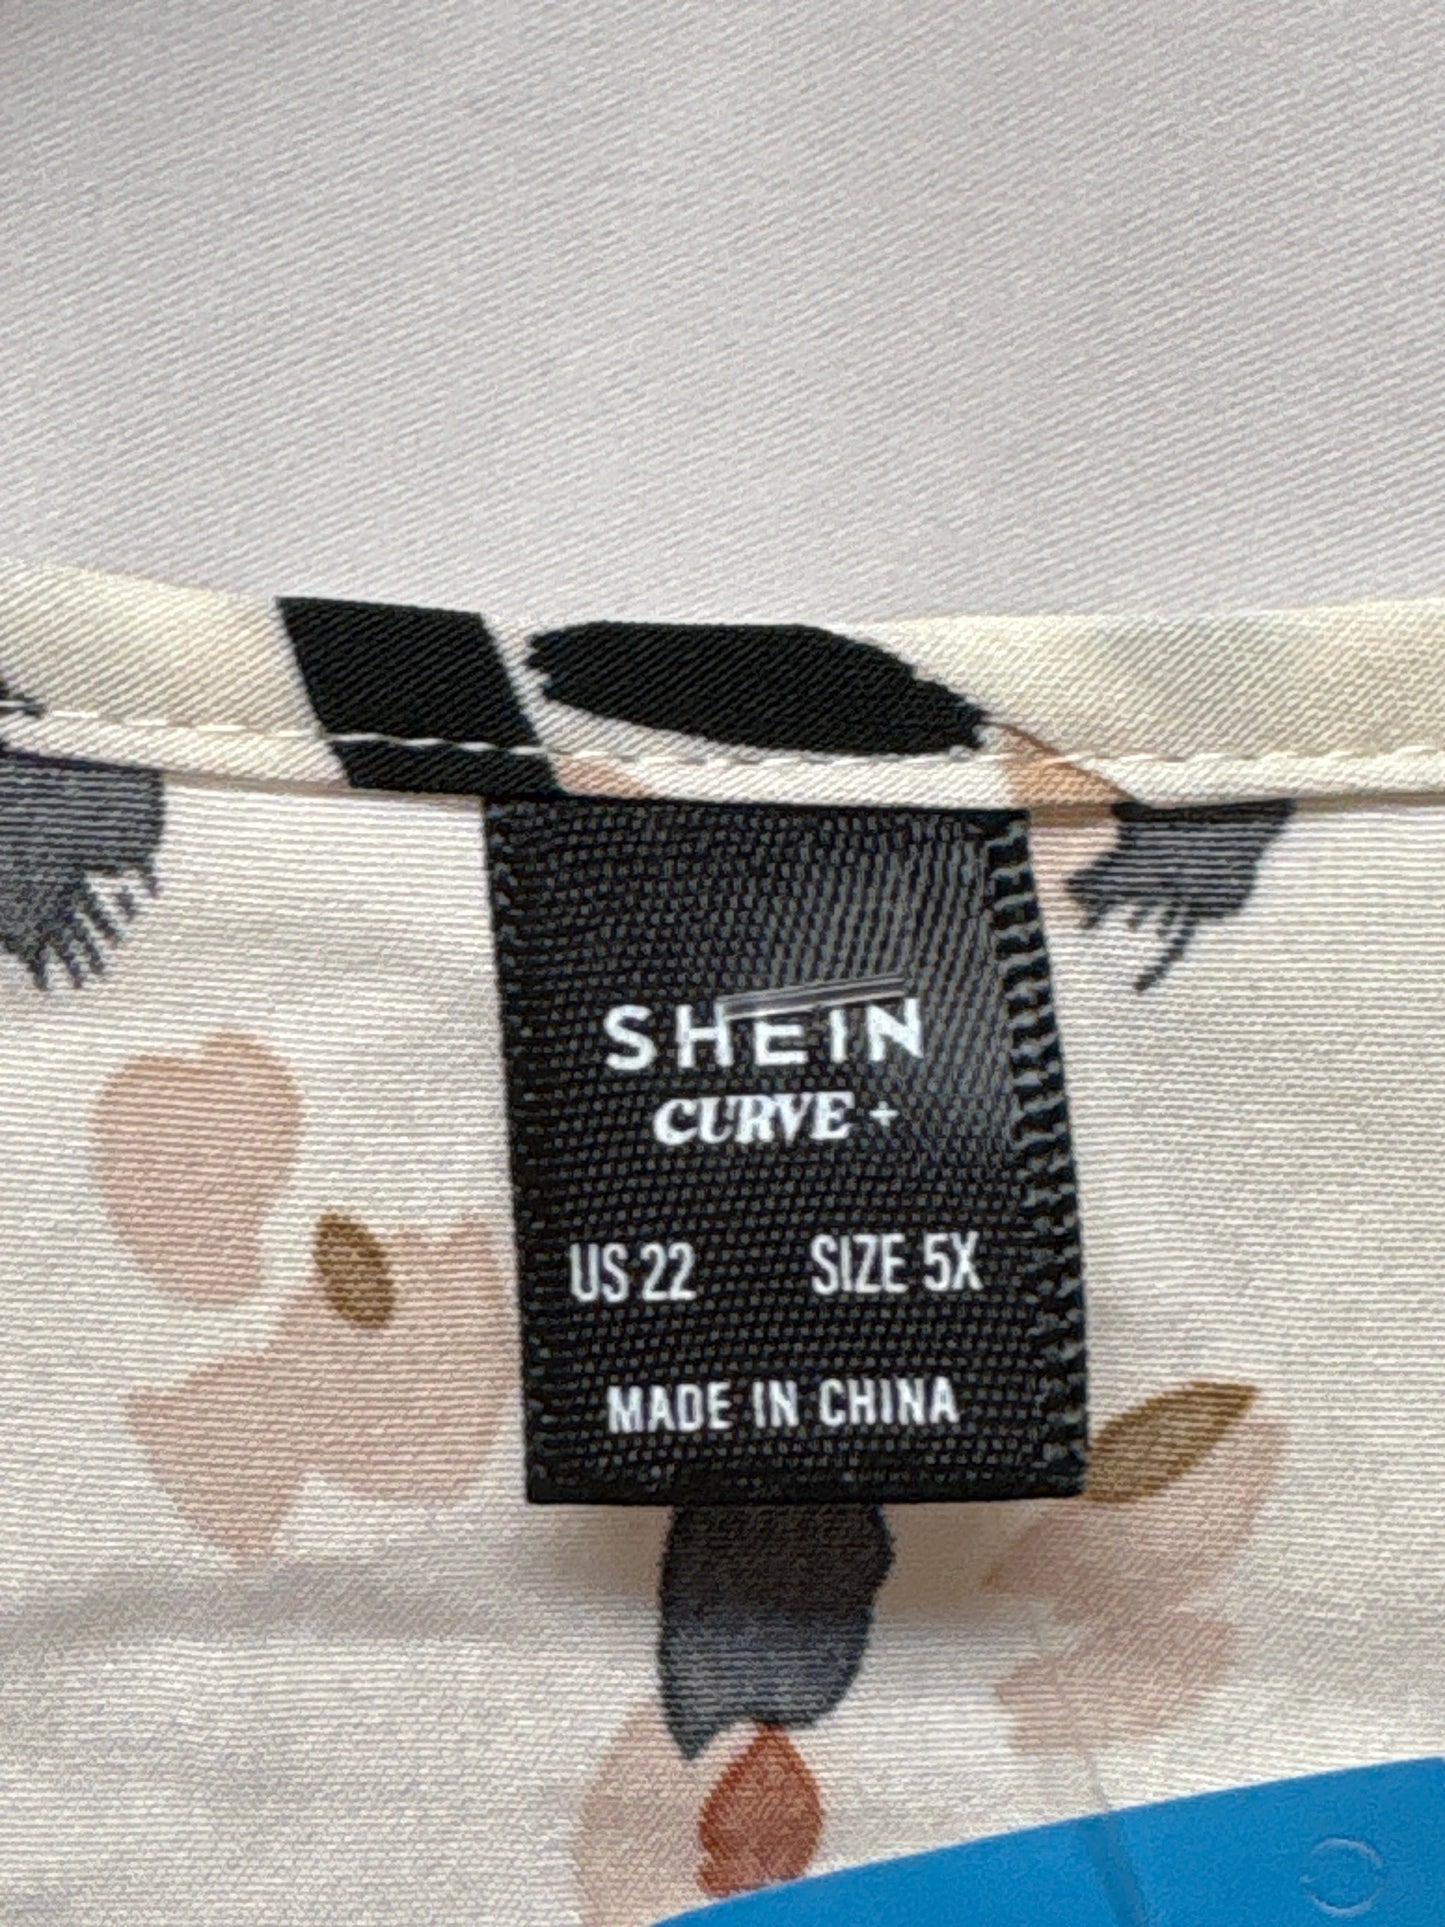 SHEIN
CURVE +
US 22 SIZE 5X
MADE IN CHINA